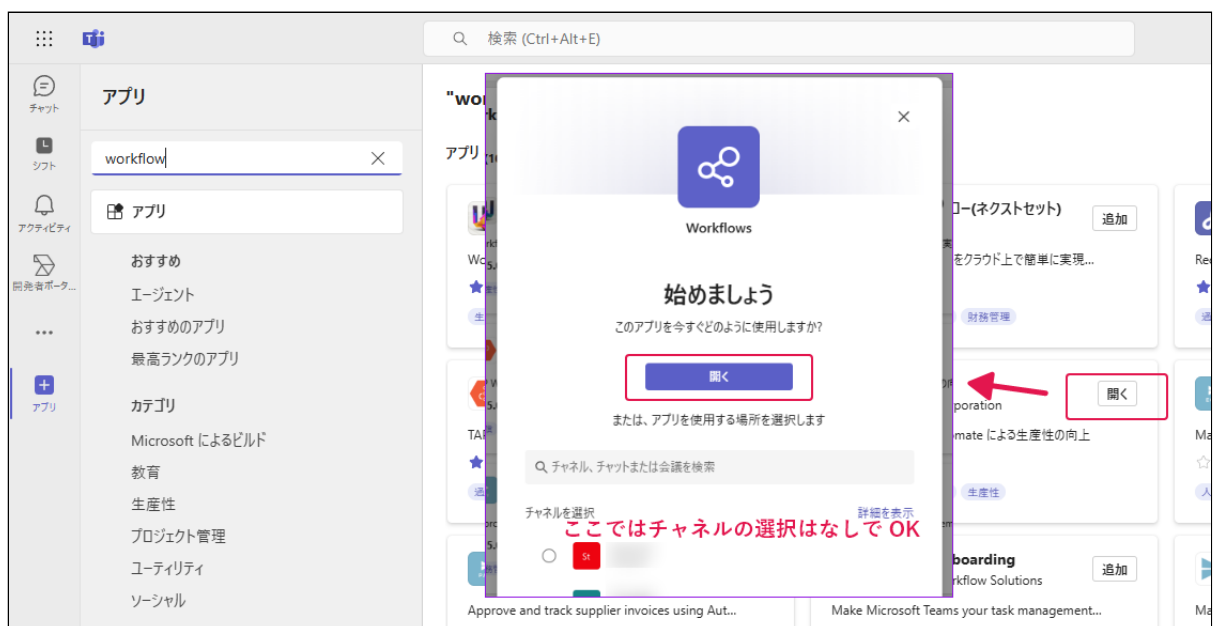 検索 (Ctrl+Alt+E)
チャット
シフト
アクティビティ
開発者ポータ...
アプリ
アプリ
workflow
アプリ
おすすめ
エージェント
おすすめのアプリ
最高ランクのアプリ
カテゴリ
Microsoft によるビルド
教育
生産性
プロジェクト管理
ユーティリティ
ソーシャル
"wo
アプリ
Workflows
始めましょう
このアプリを今すぐどのように使用しますか?
開く
または、アプリを使用する場所を選択します
チャネル、チャットまたは会議を検索
チャネルを選択
詳細を表示
ここではチャネルの選択はなしで OK
St
ー(ネクストセット)
追加
をクラウド上で簡単に実現...
財務管理
開く
poration
mate による生産性の向上
生産性
boarding
rkflow Solutions
追加
Approve and track supplier invoices using Aut...
Make Microsoft Teams your task management...
Rec
Ma